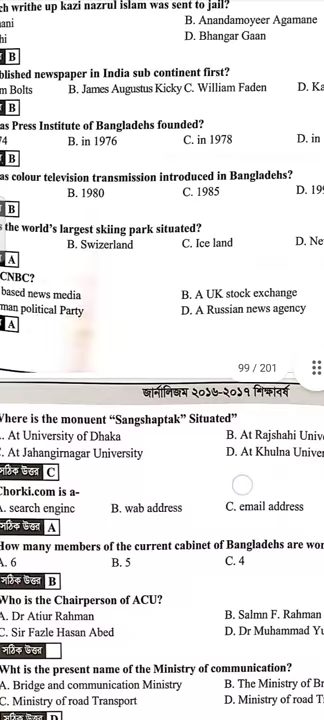 ch writhe up kazi nazrul islam was sent to jail?
ani B. Anandamoyeer Agamane
hi D. Bhangar Gaan
B
blished newspaper in India sub continent first?
m Bolts B. James Augustus Kicky C. William Faden D. Ka
B
as Press Institute of Bangladehs founded?
74 B. in 1976 C. in 1978 D. in
B
as colour television transmission introduced in Bangladehs?
B. 1980 C. 1985 D. 199
B
s the world's largest skiing park situated?
B. Swizerland C. Ice land D. Ne
A
CNBC?
based news media B. A UK stock exchange
man political Party D. A Russian news agency
A
99 / 201
জার্নালিজম ২০১৬-২০১৭ শিক্ষাবর্ষ
Where is the monuent “Sangshaptak” Situated”
. At University of Dhaka B. At Rajshahi Univ
. At Jahangirnagar University D. At Khulna Univer
সঠিক উত্তর C
Chorki.com is a-
A. search enginc B. wab address C. email address
সঠিক উত্তর A
How many members of the current cabinet of Bangladehs are wor
A. 6 B. 5 C. 4
সঠিক উত্তর B
Who is the Chairperson of ACU?
A. Dr Atiur Rahman B. Salmn F. Rahman
C. Sir Fazle Hasan Abed D. Dr Muhammad Yu
সঠিক উত্তর
Wht is the present name of the Ministry of communication?
A. Bridge and communication Ministry B. The Ministry of Br
C. Ministry of road Transport D. Ministry of road T
সঠিক উত্তর D